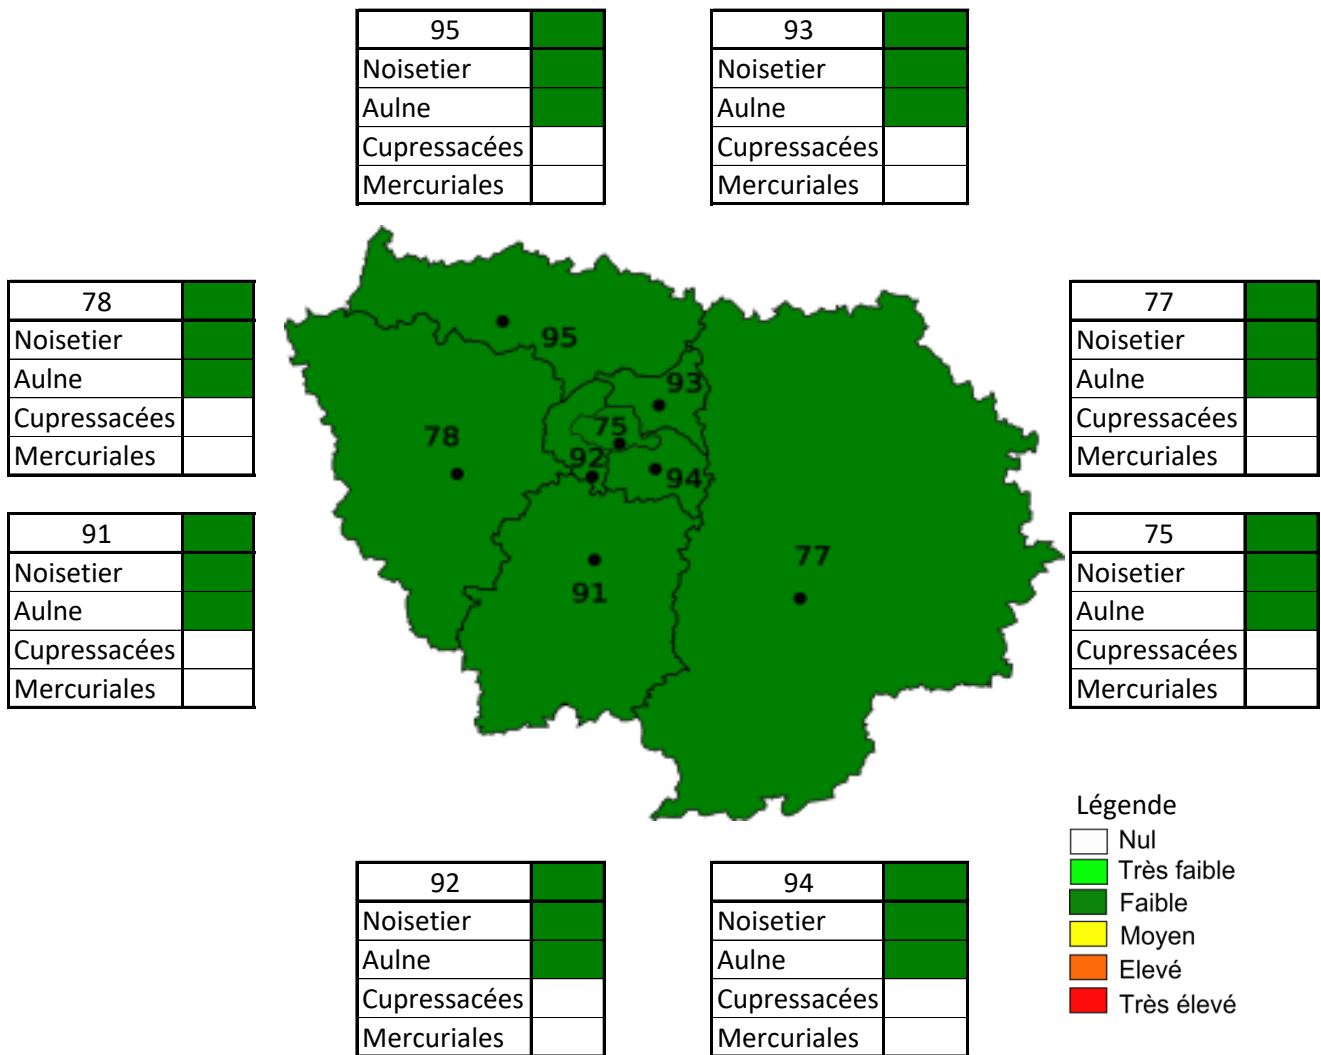 95
Noisetier
Aulne
Cupressacées
Mercuriales
93
Noisetier
Aulne
Cupressacées
Mercuriales
78
Noisetier
Aulne
Cupressacées
Mercuriales
95
93
75
78
92
94
77
91
77
Noisetier
Aulne
Cupressacées
Mercuriales
91
Noisetier
Aulne
Cupressacées
Mercuriales
75
Noisetier
Aulne
Cupressacées
Mercuriales
92
Noisetier
Aulne
Cupressacées
Mercuriales
94
Noisetier
Aulne
Cupressacées
Mercuriales
Légende
Nul
Très faible
Faible
Moyen
Elevé
Très élevé